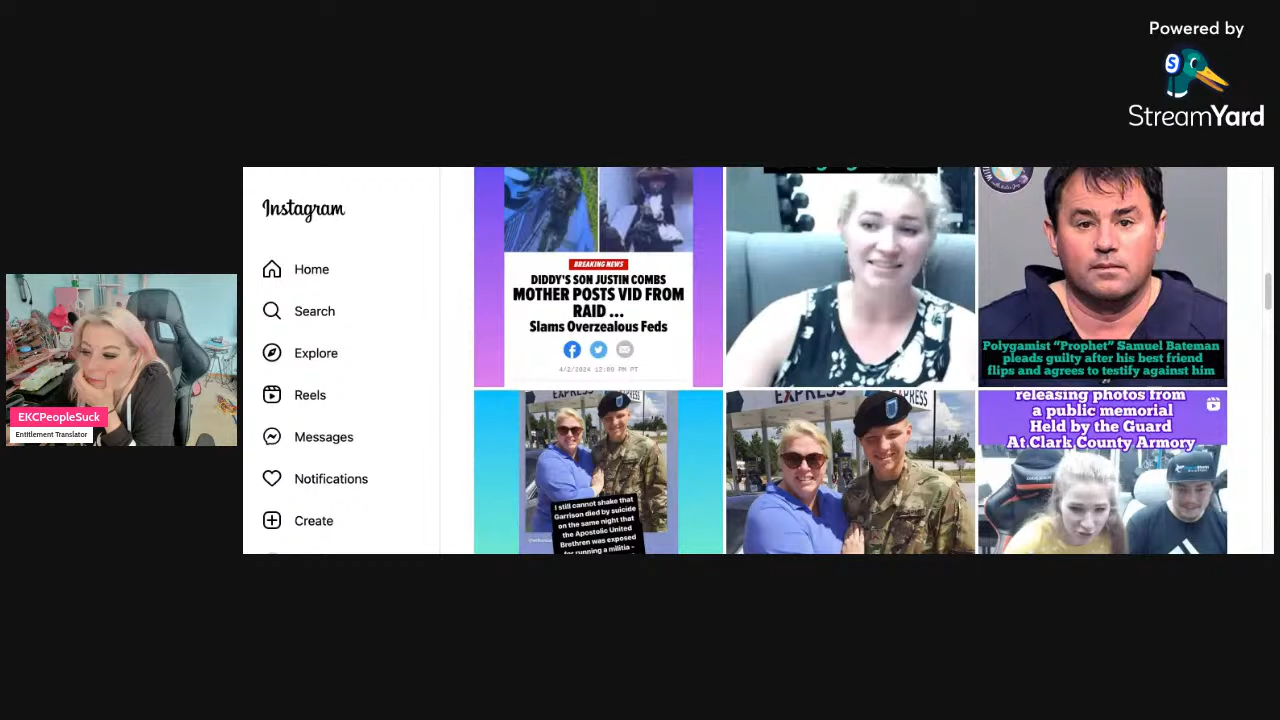 Powered by
StreamYard
Instagram
Home
Search
Explore
Reels
Messages
Notifications
Create
BREAKING NEWS
DIDDY'S SON JUSTIN COMBS
MOTHER POSTS VID FROM
RAID ...
Slams Overzealous Feds
4/2/2024 12:00 PM PT
Polygamist "Prophet" Samuel Bateman
pleads guilty after his best friend
flips and agrees to testify against him
I still cannot shake that
Garrison died by suicide
on the same night that
the Apostolic United
Brethren was exposed
for running a militia -
EXPRESS
EXPRESS
releasing photos from
a public memorial
Held by the Guard
At Clark County Armory
EKCPeopleSuck
Entitlement Translator